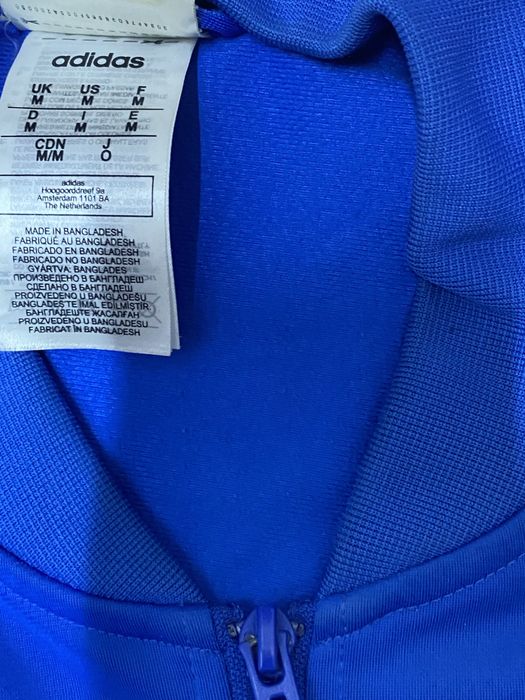 adidas
UK US F
M M M
D I E
M M M
CDN J
M/M O
adidas
Hoogoorddreef 9a
Amsterdam 1101 BA
The Netherlands
MADE IN BANGLADESH
FABRIQUÉ AU BANGLADESH
FABRICADO EN BANGLADESH
FABRICADO NO BANGLADESH
GYÁRTVA: BANGLADES
ПРОИЗВЕДЕНО В БАНГЛАДЕШ
СДЕЛАНО В БАНГЛАДЕШ
PROIZVEDENO U BANGLADEŠU
BANGLADEŞ'TE İMAL EDİLMİŞTİR
БАНГЛАДЕШТЕ ЖАСАЛҒАН
PROIZVEDENO U BANGLADEŠU
FABRICAT ÎN BANGLADESH